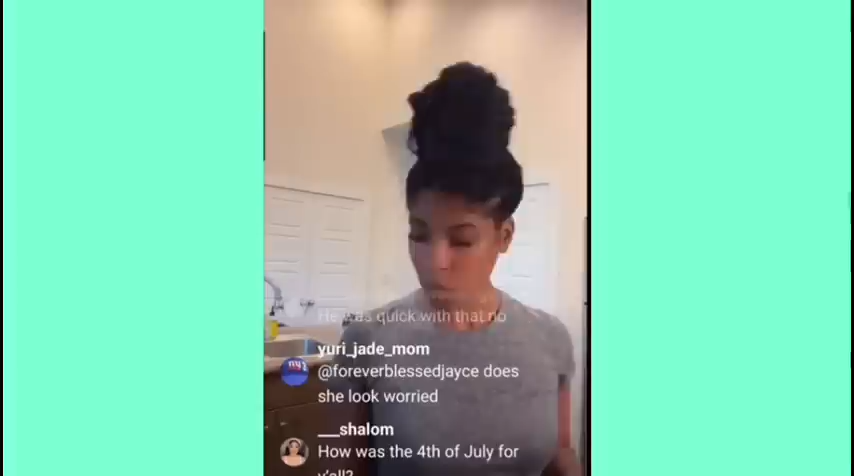 He was quick with that no
yuri_jade_mom
@foreverblessedjayce does
she look worried
___shalom
How was the 4th of July for
y'all?